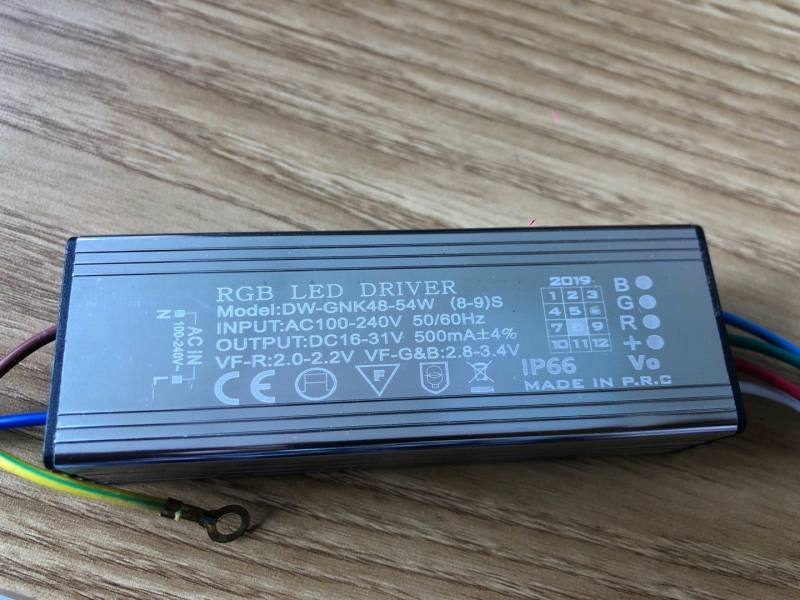 RGB LED DRIVER
Model:DW-GNK48-54W (8-9)S
INPUT:AC100-240V 50/60Hz
OUTPUT:DC16-31V 500mA±4%
VF-R:2.0-2.2V VF-G&B:2.8-3.4V
CE
F
N
AC IN
100-240V~
L
2019
1 2 3
4 5
7 8 9
10 11 12
IP66
MADE IN P.R.C
B
G
R
+
Vo